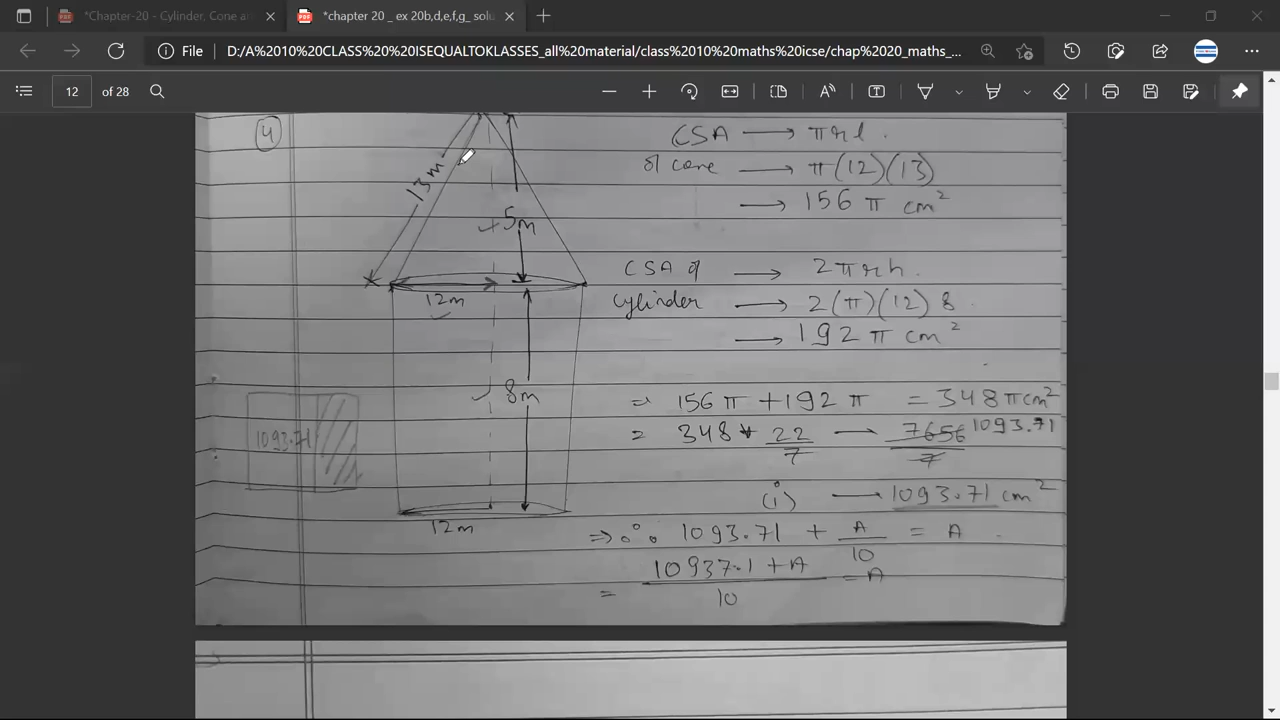 *Chapter-20 - Cylinder, Cone an
*chapter 20 _ ex 20b,d,e,f,g_ solu
File
D:/A%2010%20CLASS%20%20ISEQUALTOKLASSES_all%20material/class%2010%20maths%20icse/chap%2020_maths_...
12 of 28
4
CSA → πrl.
of cone → π(12)(13)
→ 156 π cm²
13 m
5m
12m
CSA of → 2πrh.
cylinder → 2(π)(12) 8
→ 192 π cm²
8m
= 156π + 192 π = 348 π cm²
= 348 * 22/7 → 7656/7 1093.71
1093.71
(i) → 1093.71 cm²
12m
⇒ ∴ 1093.71 + A/10 = A
= 10937.1 + A/10 = A